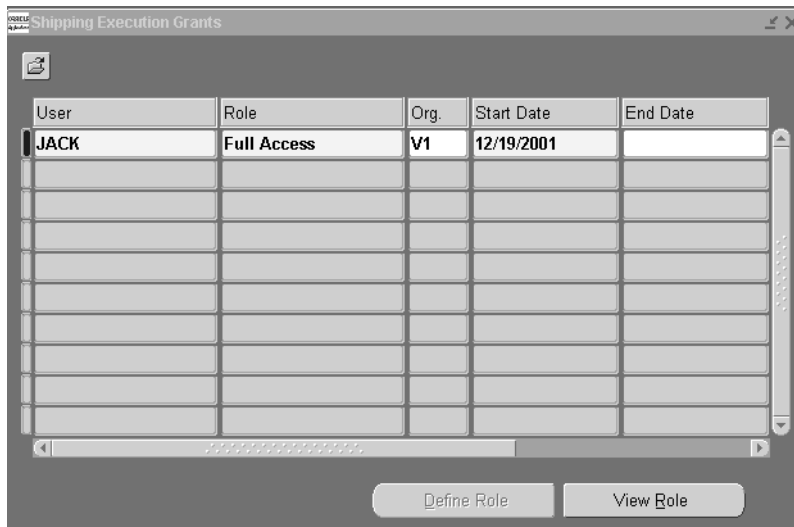 ORACLE
Shipping Execution Grants
User Role Org. Start Date End Date
JACK Full Access V1 12/19/2001
Define Role View Role